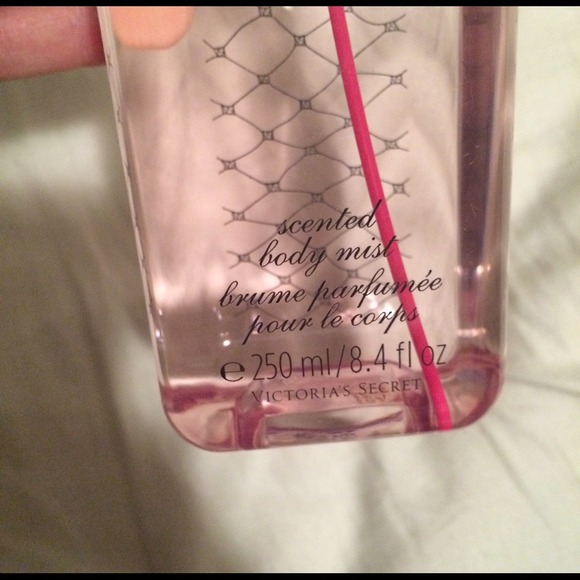 scented
body mist
brume parfumée
pour le corps
℮ 250 ml/8.4 fl oz
VICTORIA'S SECRET